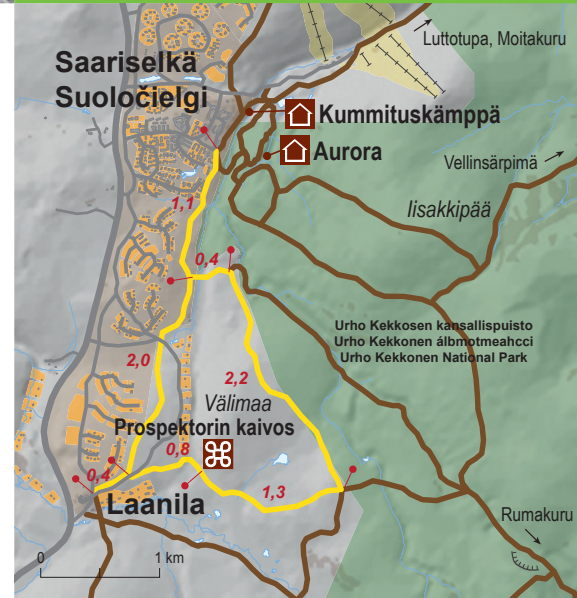 Luttotupa, Moitakuru
Saariselkä
Suoločielgi
Kummituskämppä
Aurora
Vellinsärpimä
Iisakkipää
1,1
0,4
Urho Kekkosen kansallispuisto
Urho Kekkonen álbmotmeahcci
Urho Kekkonen National Park
2,0
2,2
Välimaa
Prospektorin kaivos
0,8
0,4
1,3
Laanila
Rumakuru
0
1 km